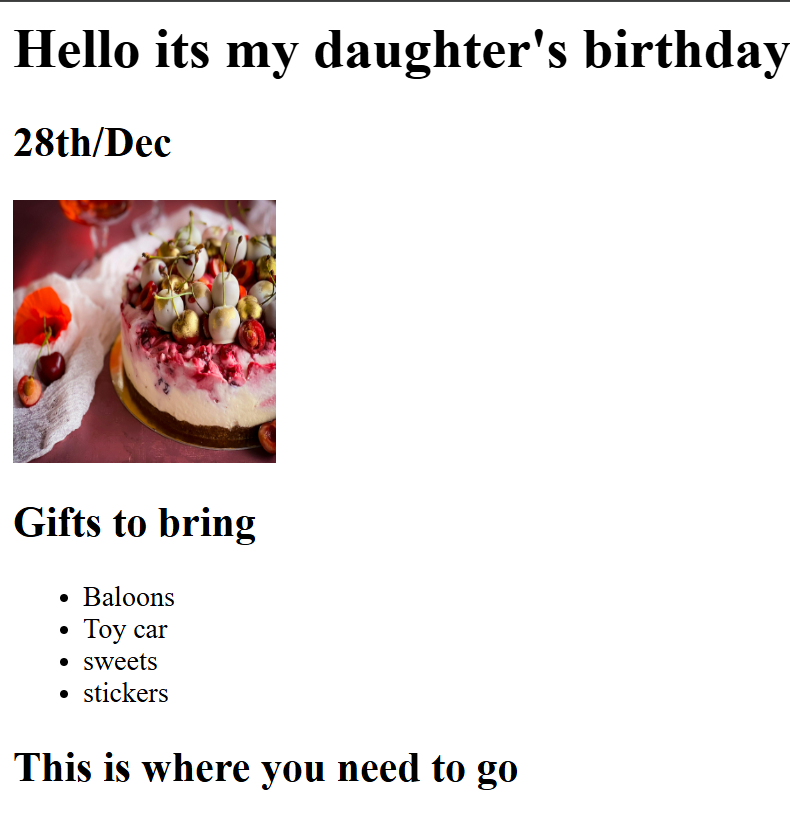 Hello its my daughter's birthday
28th/Dec
Gifts to bring
Baloons
Toy car
sweets
stickers
This is where you need to go